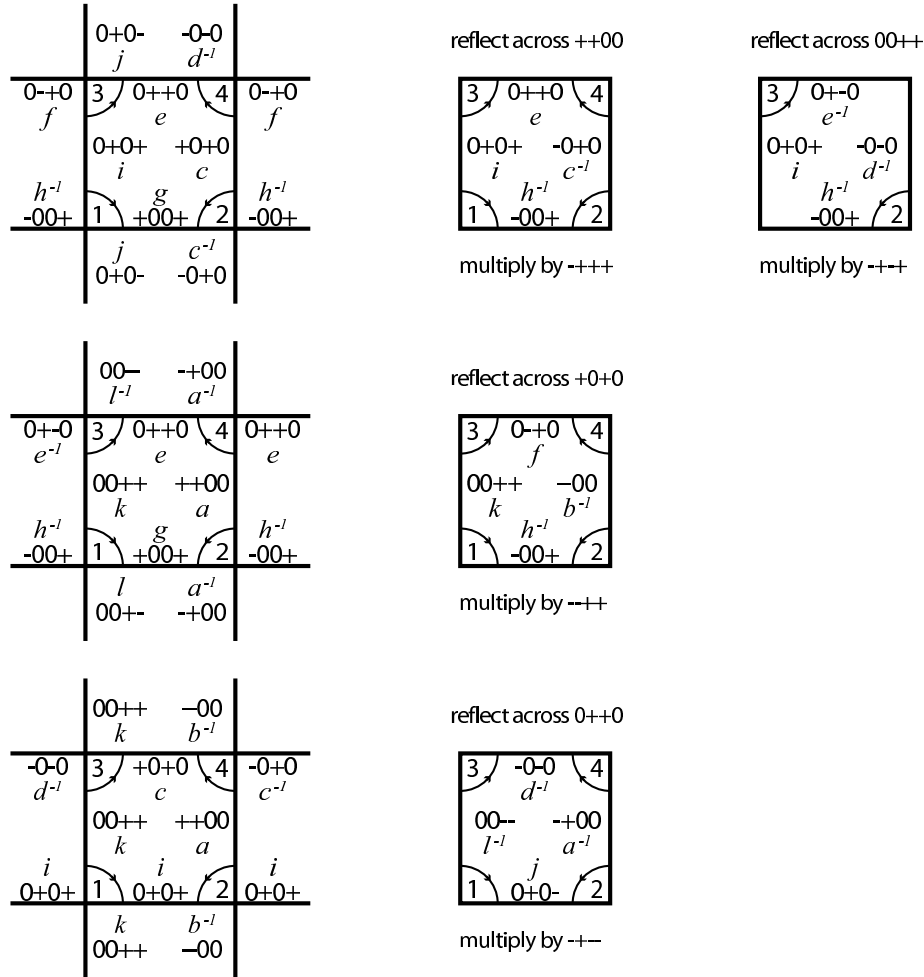 0+0- -0-0
j d⁻¹
0-+0 3 0++0 4 0-+0
f e f
0+0+ +0+0
i c
h⁻¹ g h⁻¹
-00+ 1 +00+ 2 -00+
j c⁻¹
0+0- -0+0
reflect across ++00
3 0++0 4
e
0+0+ -0+0
i c⁻¹
h⁻¹
1 -00+ 2
multiply by -+++
reflect across 00++
3 0+-0
e⁻¹
0+0+ -0-0
i d⁻¹
h⁻¹
-00+ 2
multiply by -+-+
00-- -+00
l⁻¹ a⁻¹
0+-0 3 0++0 4 0++0
e⁻¹ e e
00++ ++00
k a
h⁻¹ g h⁻¹
-00+ 1 +00+ 2 -00+
l a⁻¹
00+- -+00
reflect across +0+0
3 0-+0 4
f
00++ --00
k b⁻¹
h⁻¹
1 -00+ 2
multiply by --++
00++ --00
k b⁻¹
-0-0 3 +0+0 4 -0+0
d⁻¹ c c⁻¹
00++ ++00
k a
i i i
0+0+ 1 0+0+ 2 0+0+
k b⁻¹
00++ --00
reflect across 0++0
3 -0-0 4
d⁻¹
00-- -+00
l⁻¹ a⁻¹
j
1 0+0- 2
multiply by -+--